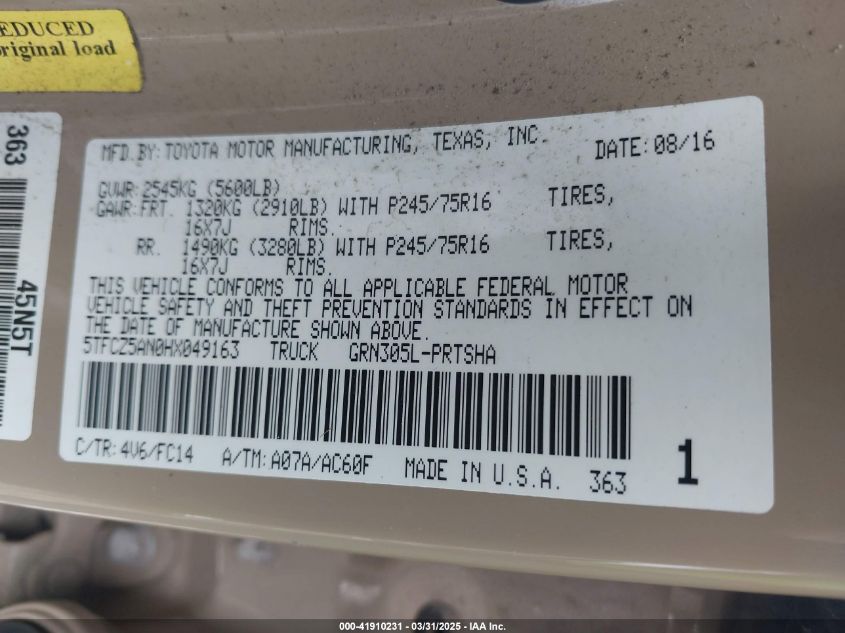 EDUCED
original load
363
45N5T
MFD.BY:TOYOTA MOTOR MANUFACTURING, TEXAS, INC. DATE:08/16
GVWR:2545KG (5600LB)
GAWR:FRT. 1320KG (2910LB) WITH P245/75R16 TIRES,
16X7J RIMS.
RR. 1490KG (3280LB) WITH P245/75R16 TIRES,
16X7J RIMS.
THIS VEHICLE CONFORMS TO ALL APPLICABLE FEDERAL MOTOR
VEHICLE SAFETY AND THEFT PREVENTION STANDARDS IN EFFECT ON
THE DATE OF MANUFACTURE SHOWN ABOVE.
5TFCZ5AN0HX049163 TRUCK GRN305L-PRTSHA
C/TR:4V6/FC14 A/TM:A07A/AC60F MADE IN U.S.A. 363 1
000-41910231 - 03/31/2025 - IAA Inc.